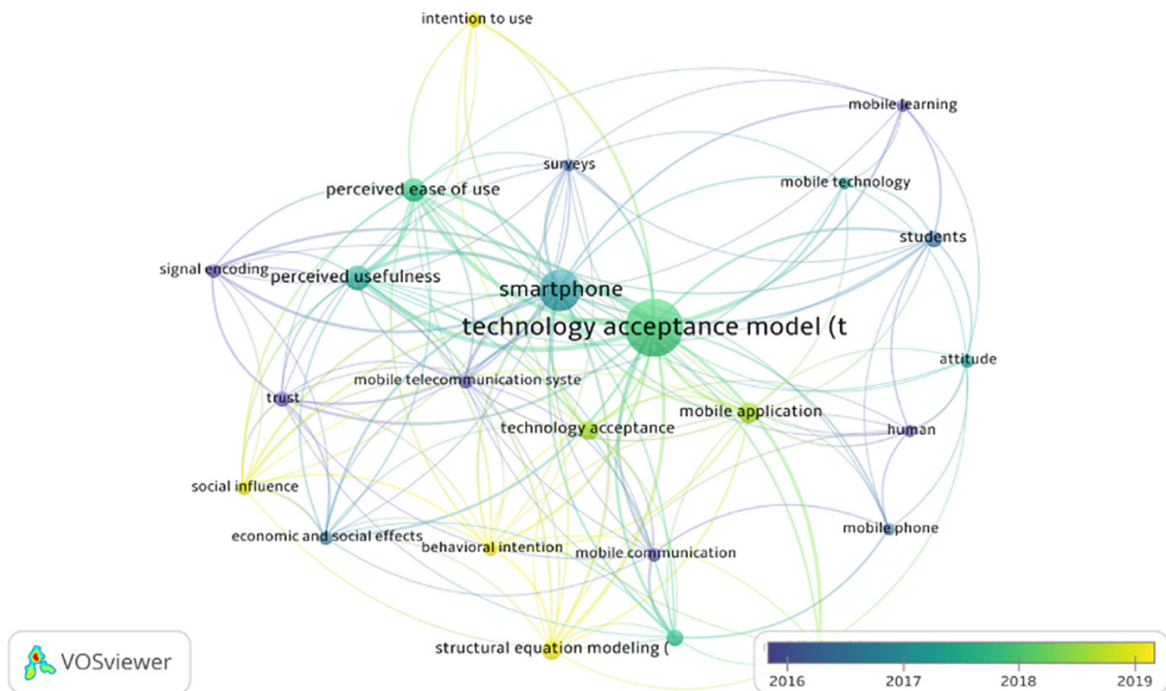 intention to use
mobile learning
surveys
mobile technology
perceived ease of use
students
signal encoding
perceived usefulness
smartphone
technology acceptance model (t
attitude
mobile telecommunication syste
trust
mobile application
technology acceptance
human
social influence
mobile phone
economic and social effects
behavioral intention
mobile communication
structural equation modeling (
VOSviewer
2016 2017 2018 2019